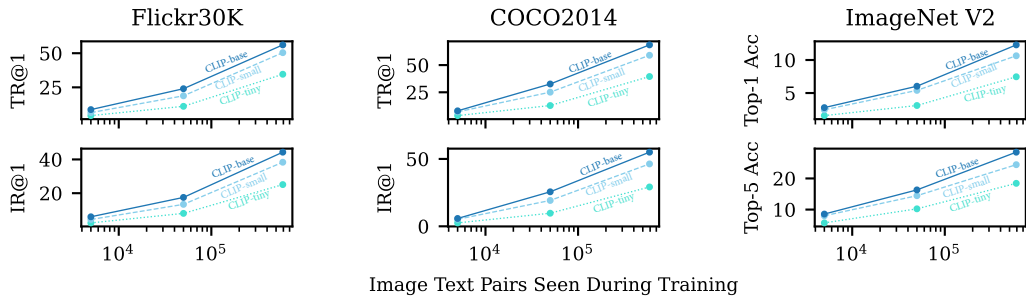 Flickr30K
COCO2014
ImageNet V2
TR@1
50
25
CLIP-base
CLIP-small
CLIP-tiny
TR@1
50
25
CLIP-base
CLIP-small
CLIP-tiny
Top-1 Acc
10
5
CLIP-base
CLIP-small
CLIP-tiny
IR@1
40
20
CLIP-base
CLIP-small
CLIP-tiny
10^4
10^5
IR@1
50
0
CLIP-base
CLIP-small
CLIP-tiny
10^4
10^5
Top-5 Acc
20
10
CLIP-base
CLIP-small
CLIP-tiny
10^4
10^5
Image Text Pairs Seen During Training